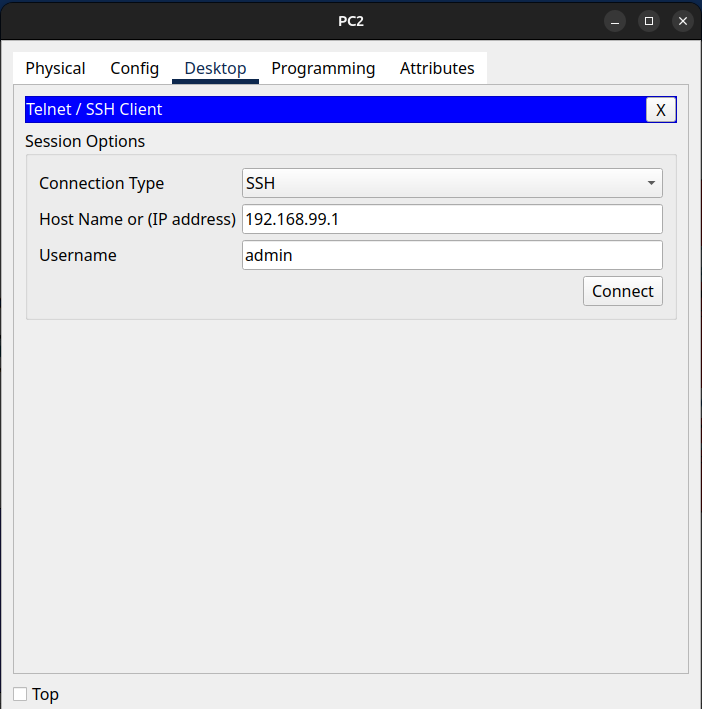 PC2
Physical Config Desktop Programming Attributes
Telnet / SSH Client X
Session Options
Connection Type SSH
Host Name or (IP address) 192.168.99.1
Username admin
Connect
Top